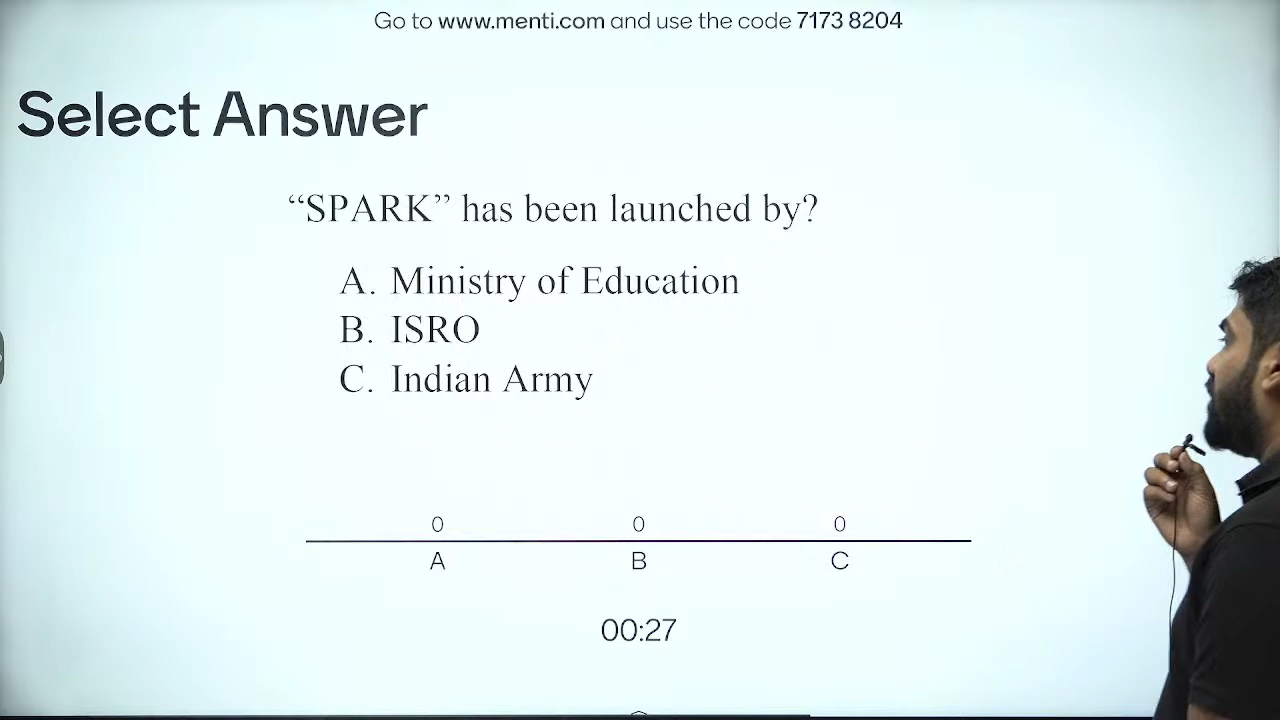 Go to www.menti.com and use the code 7173 8204
Select Answer
“SPARK” has been launched by?
A. Ministry of Education
B. ISRO
C. Indian Army
0 0 0
A B C
00:27